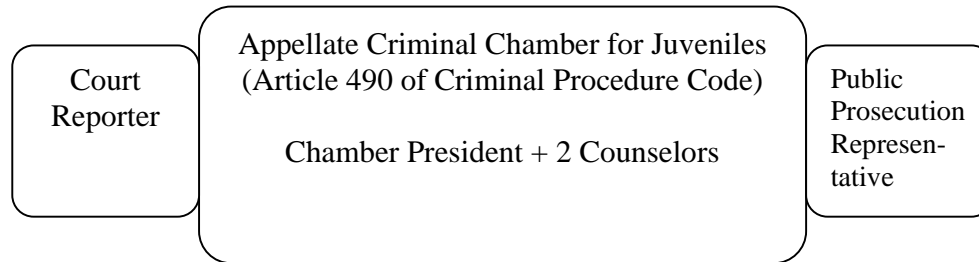 Court
Reporter
Appellate Criminal Chamber for Juveniles
(Article 490 of Criminal Procedure Code)
Chamber President + 2 Counselors
Public
Prosecution
Represen-
tative